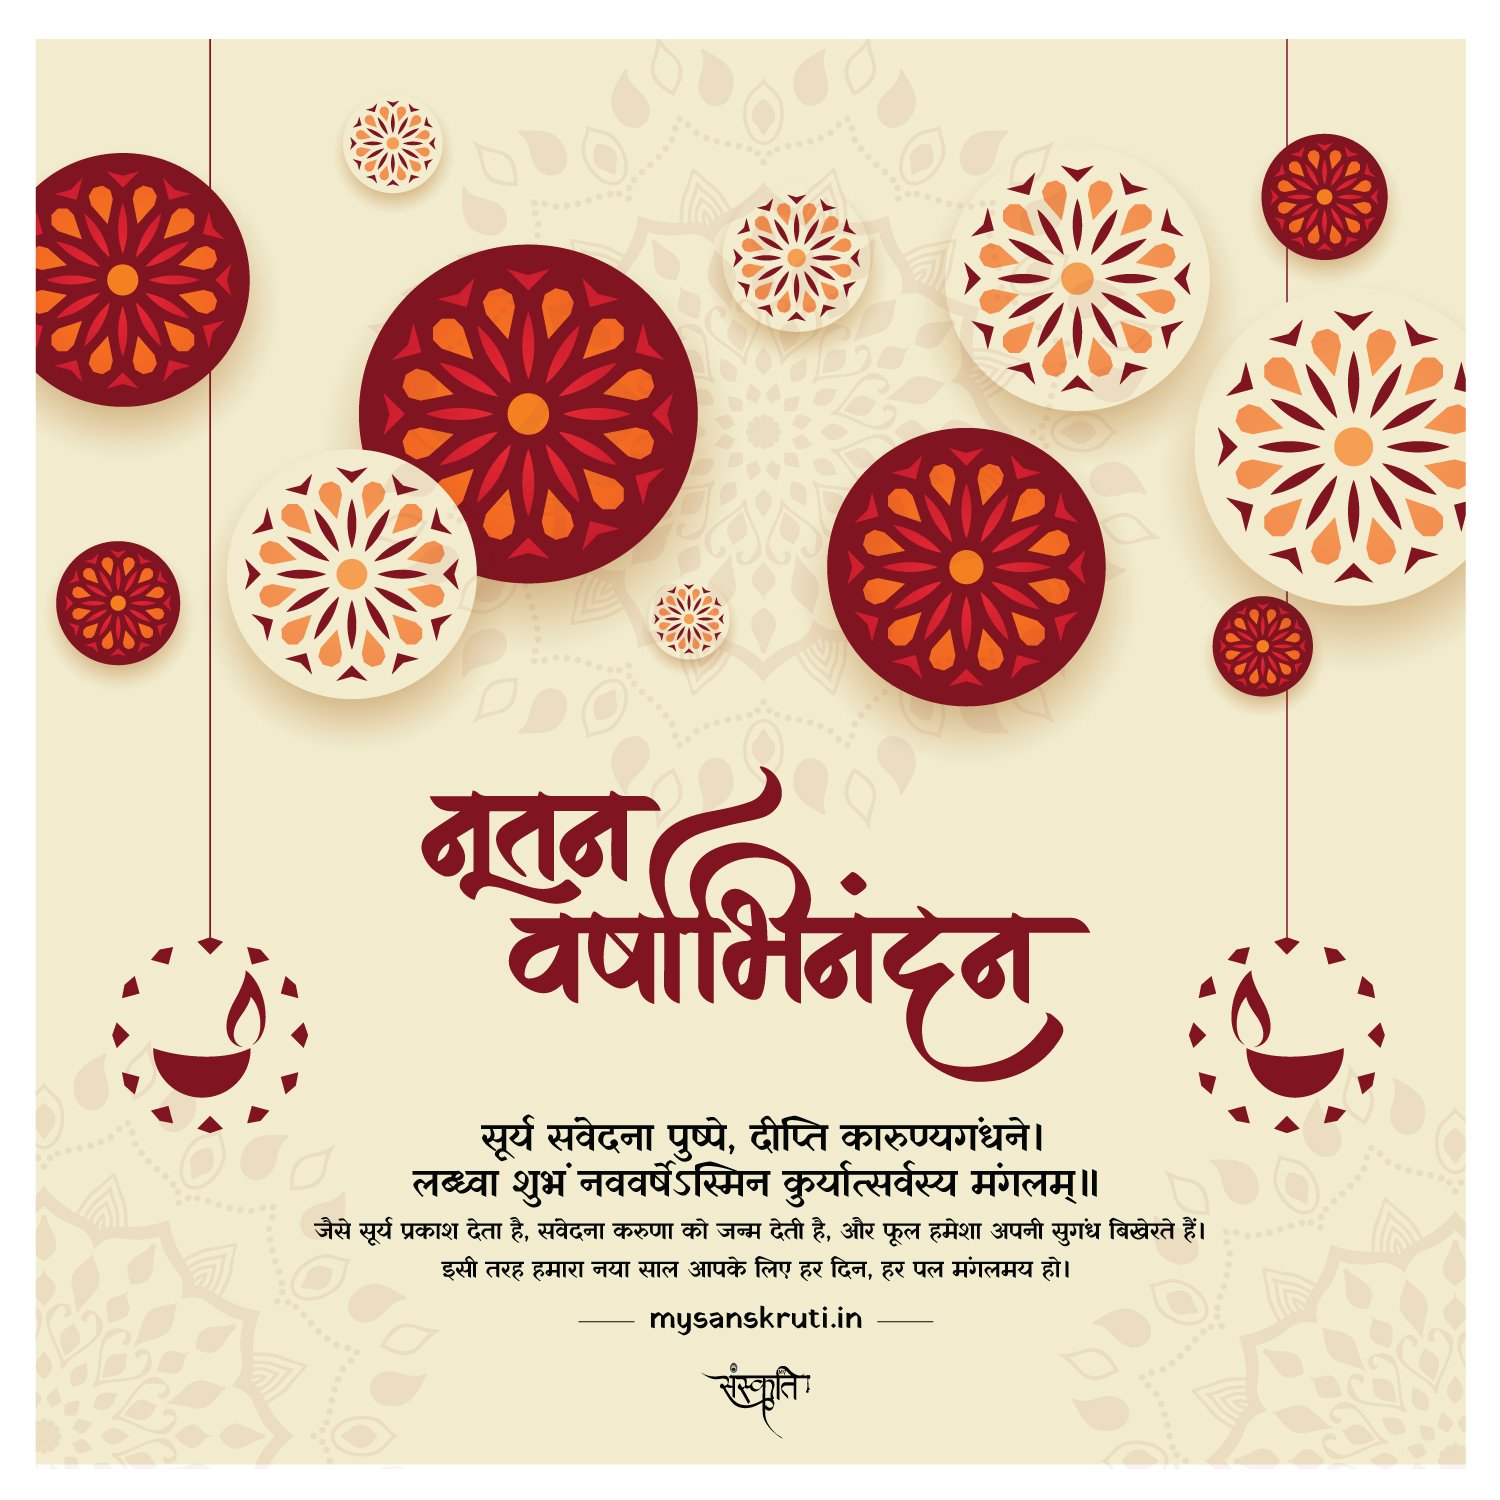 नूतन
वर्षाभिनंदन
सूर्य संवेदना पुष्पे, दीप्ति कारुण्यगंधने।
लब्ध्वा शुभं नववर्षेऽस्मिन कुर्यात्सर्वस्य मंगलम्॥
जैसे सूर्य प्रकाश देता है, संवेदना करुणा को जन्म देती है, और फूल हमेशा अपनी सुगंध बिखेरते हैं।
इसी तरह हमारा नया साल आपके लिए हर दिन, हर पल मंगलमय हो।
mysanskruti.in
संस्कृति